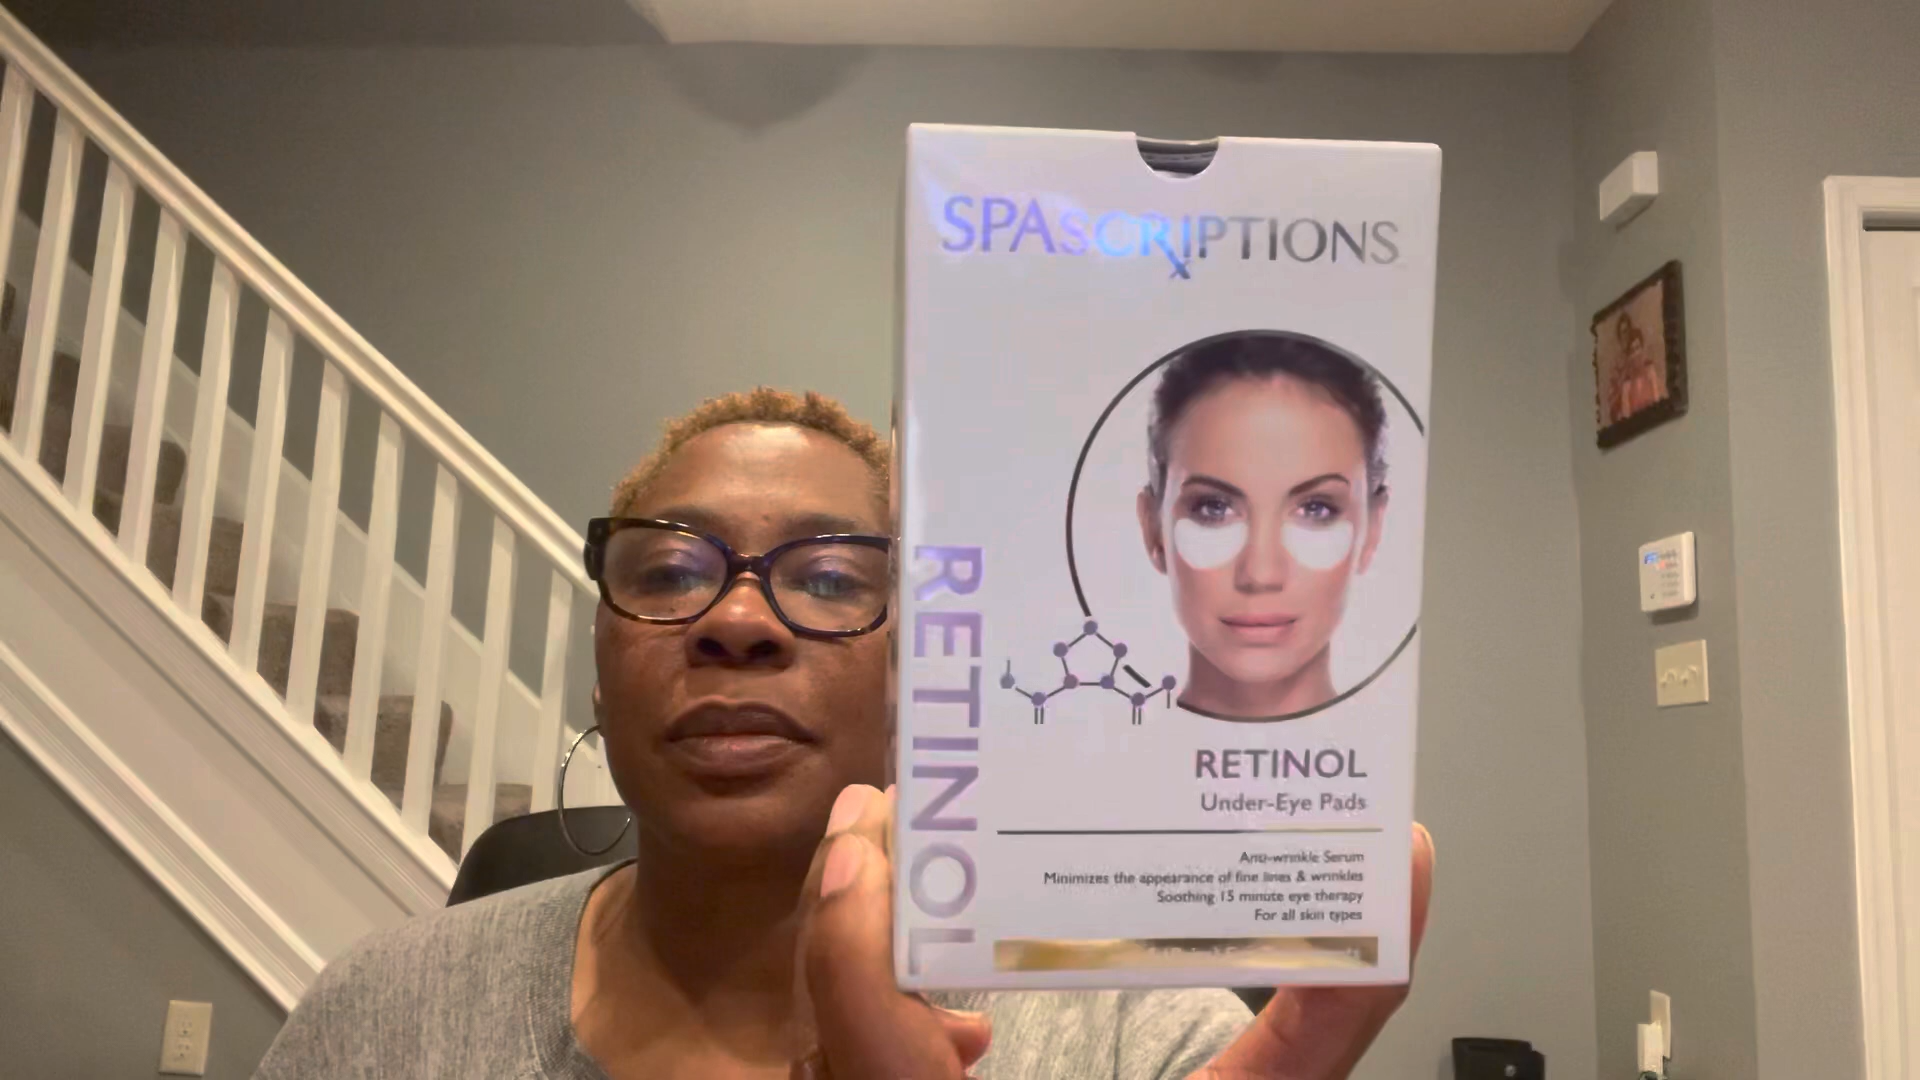 SPASCRIPTIONS
RETINOL
RETINOL
Under-Eye Pads
Anti-wrinkle Serum
Minimizes the appearance of fine lines & wrinkles
Soothing 15 minute eye therapy
For all skin types